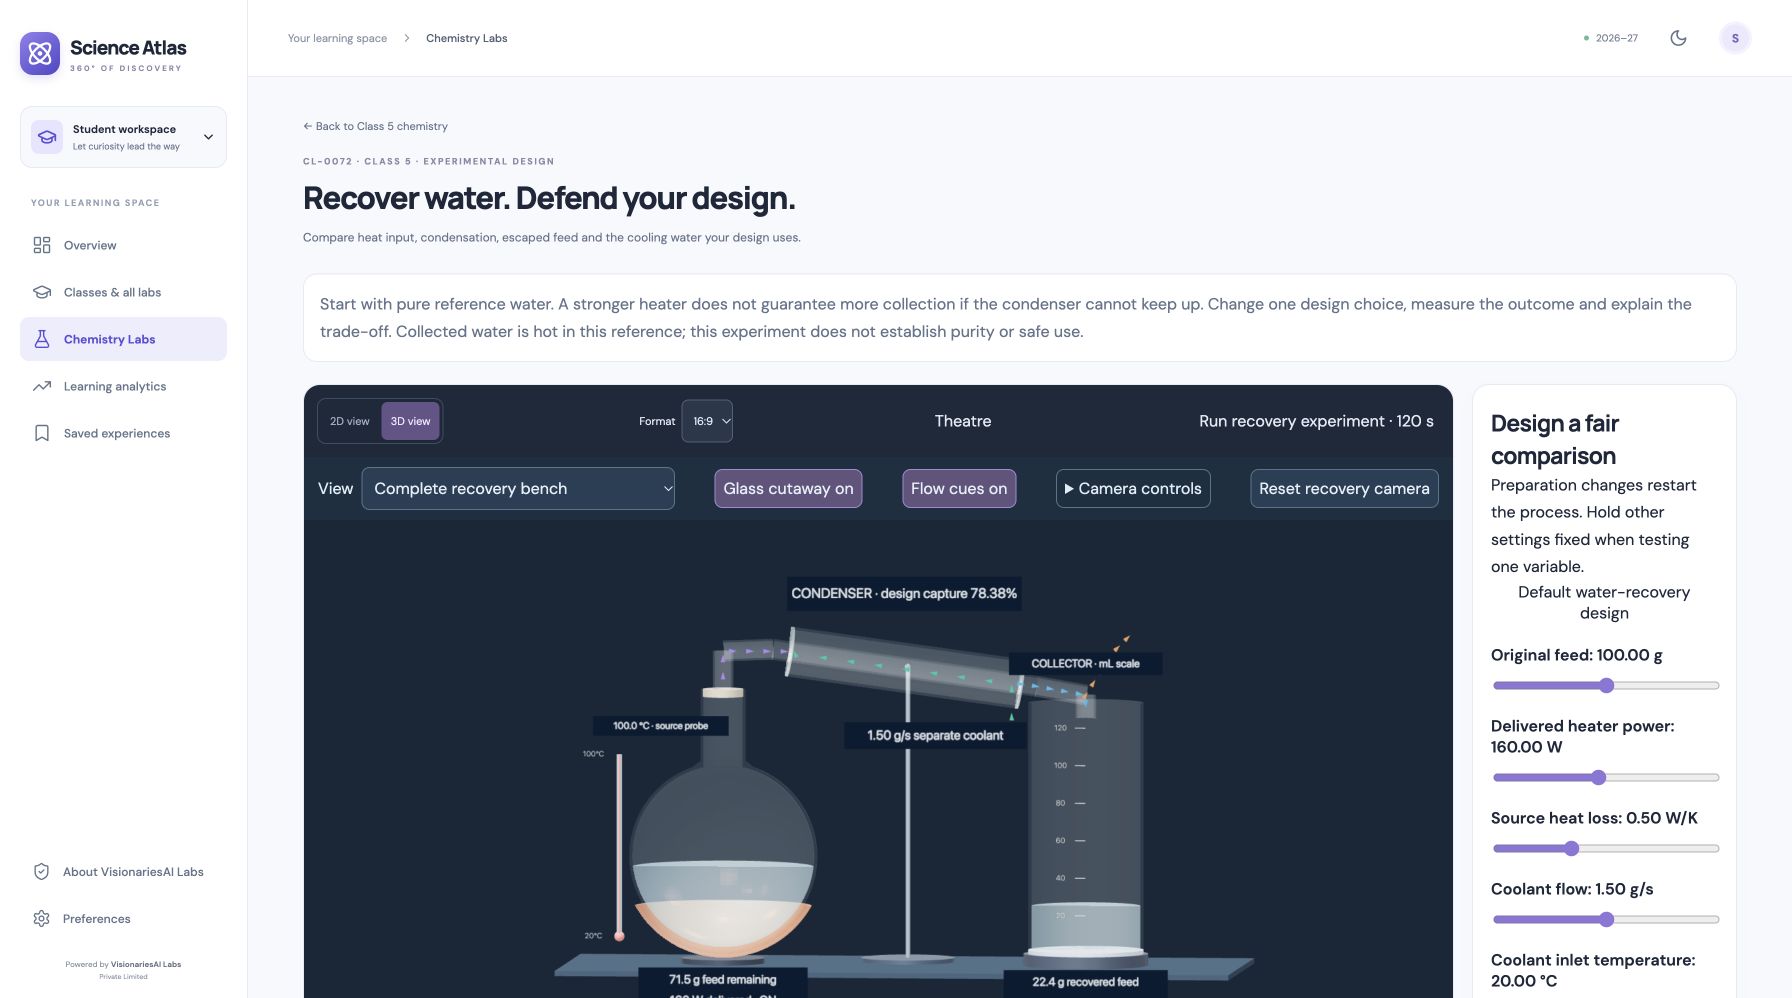 Science Atlas
360° OF DISCOVERY
Student workspace
Let curiosity lead the way
YOUR LEARNING SPACE
Overview
Classes & all labs
Chemistry Labs
Learning analytics
Saved experiences
About VisionariesAI Labs
Preferences
Powered by VisionariesAI Labs
Private Limited
Your learning space > Chemistry Labs
2026–27
S
← Back to Class 5 chemistry
CL-0072 · CLASS 5 · EXPERIMENTAL DESIGN
Recover water. Defend your design.
Compare heat input, condensation, escaped feed and the cooling water your design uses.
Start with pure reference water. A stronger heater does not guarantee more collection if the condenser cannot keep up. Change one design choice, measure the outcome and explain the
trade-off. Collected water is hot in this reference; this experiment does not establish purity or safe use.
2D view
3D view
Format
16:9
Theatre
Run recovery experiment · 120 s
View
Complete recovery bench
Glass cutaway on
Flow cues on
Camera controls
Reset recovery camera
CONDENSER · design capture 78.38%
COLLECTOR · mL scale
100.0 °C · source probe
1.50 g/s separate coolant
100°C
20°C
120
100
80
60
40
20
71.5 g feed remaining
22.4 g recovered feed
Design a fair
comparison
Preparation changes restart
the process. Hold other
settings fixed when testing
one variable.
Default water-recovery
design
Original feed: 100.00 g
Delivered heater power:
160.00 W
Source heat loss: 0.50 W/K
Coolant flow: 1.50 g/s
Coolant inlet temperature:
20.00 °C